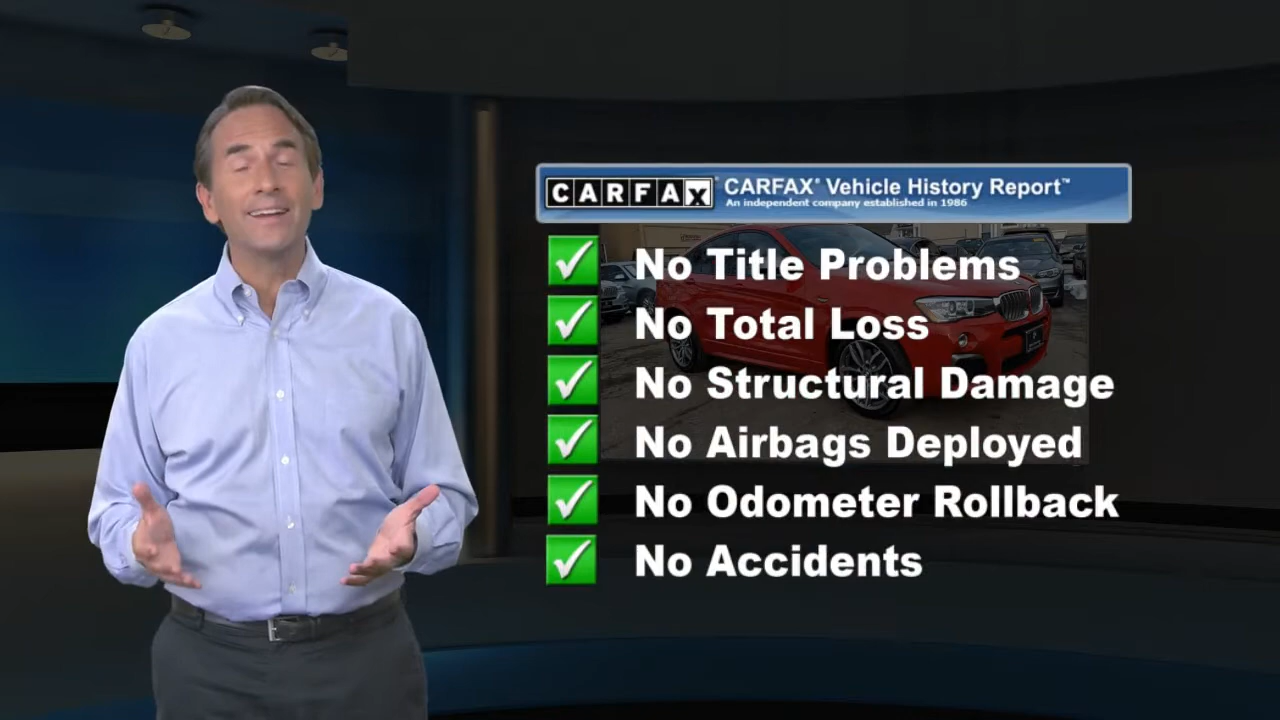 CARFAX
CARFAX® Vehicle History Report™
An independent company established in 1986
No Title Problems
No Total Loss
No Structural Damage
No Airbags Deployed
No Odometer Rollback
No Accidents